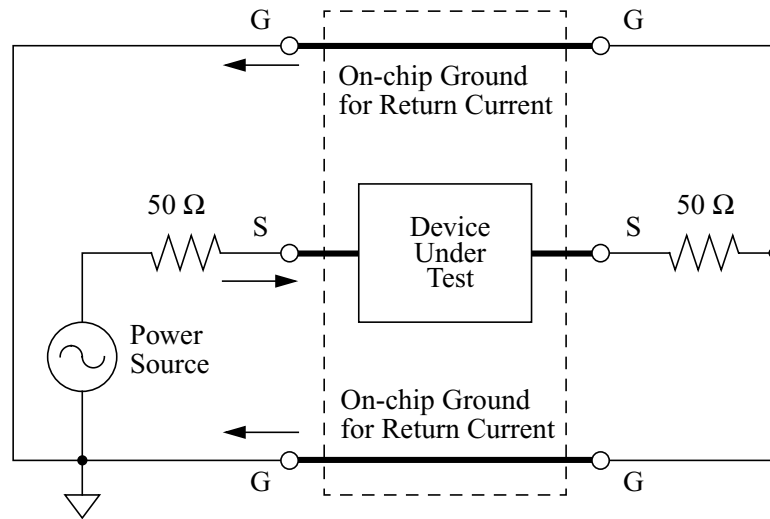 G
G
On-chip Ground
for Return Current
50 Ω
S
Device
Under
Test
S
50 Ω
Power
Source
On-chip Ground
for Return Current
G
G